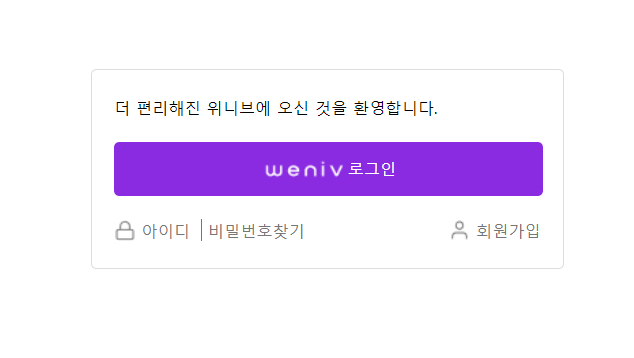 더 편리해진 위니브에 오신 것을 환영합니다.
weniv 로그인
아이디 | 비밀번호찾기 회원가입